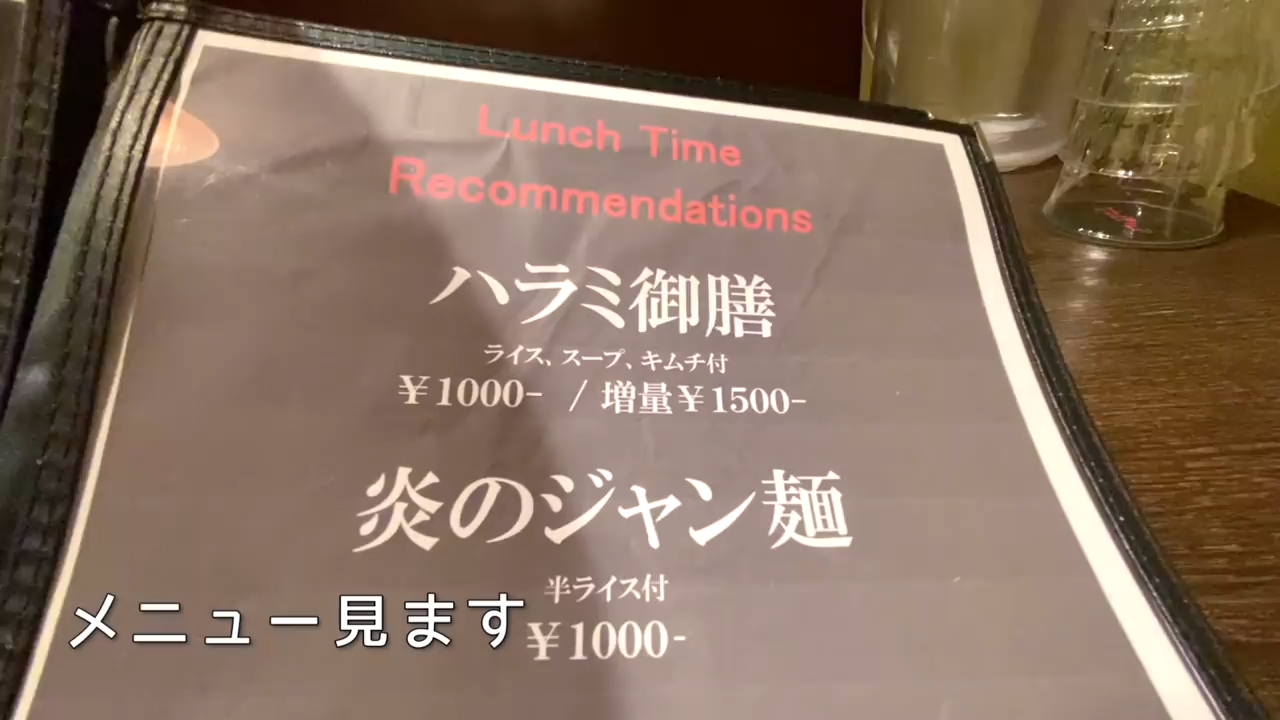 Lunch Time
Recommendations
ハラミ御膳
ライス、スープ、キムチ付
￥1000- / 増量￥1500-
炎のジャン麺
半ライス付
￥1000-
メニュー見ます